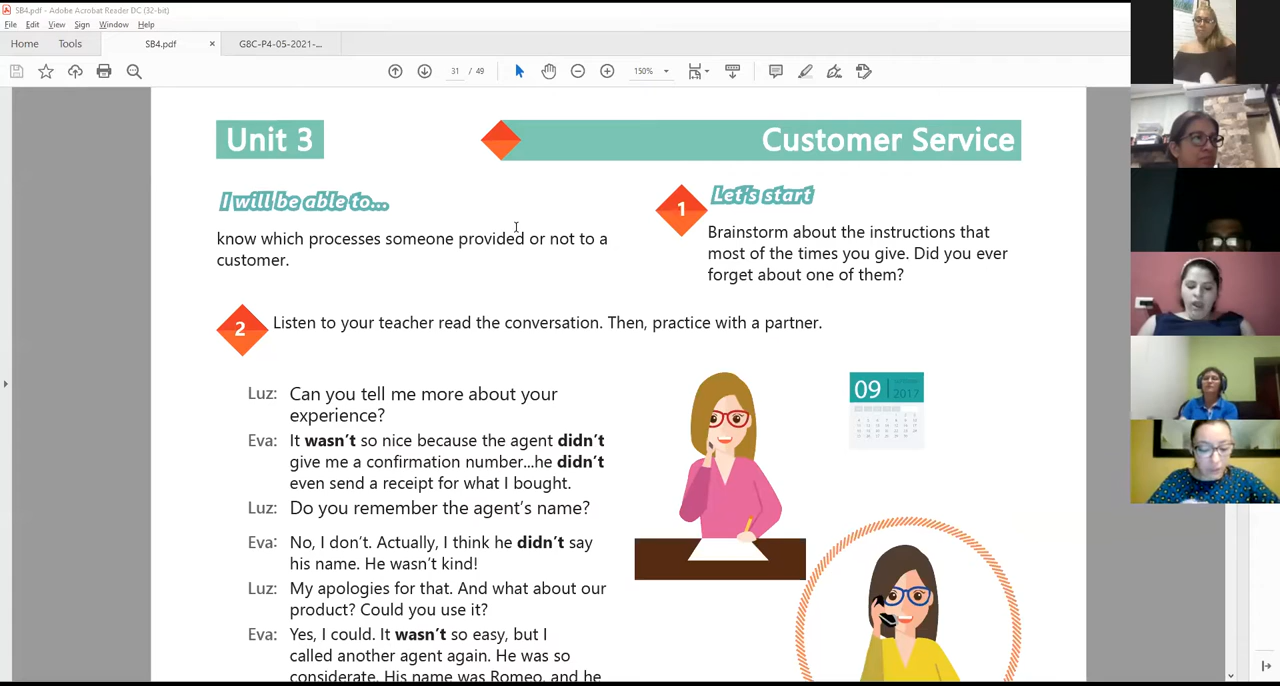 SB4.pdf - Adobe Acrobat Reader DC (32-bit)
File Edit View Sign Window Help
Home Tools SB4.pdf × G8C-P4-05-2021-...
31 / 49 150%
Unit 3 Customer Service
I will be able to...
know which processes someone provided or not to a
customer.
1 Let's start
Brainstorm about the instructions that
most of the times you give. Did you ever
forget about one of them?
2 Listen to your teacher read the conversation. Then, practice with a partner.
Luz: Can you tell me more about your
experience?
Eva: It wasn't so nice because the agent didn't
give me a confirmation number...he didn't
even send a receipt for what I bought.
Luz: Do you remember the agent's name?
Eva: No, I don't. Actually, I think he didn't say
his name. He wasn't kind!
Luz: My apologies for that. And what about our
product? Could you use it?
Eva: Yes, I could. It wasn't so easy, but I
called another agent again. He was so
considerate. His name was Romeo, and he
09 2017